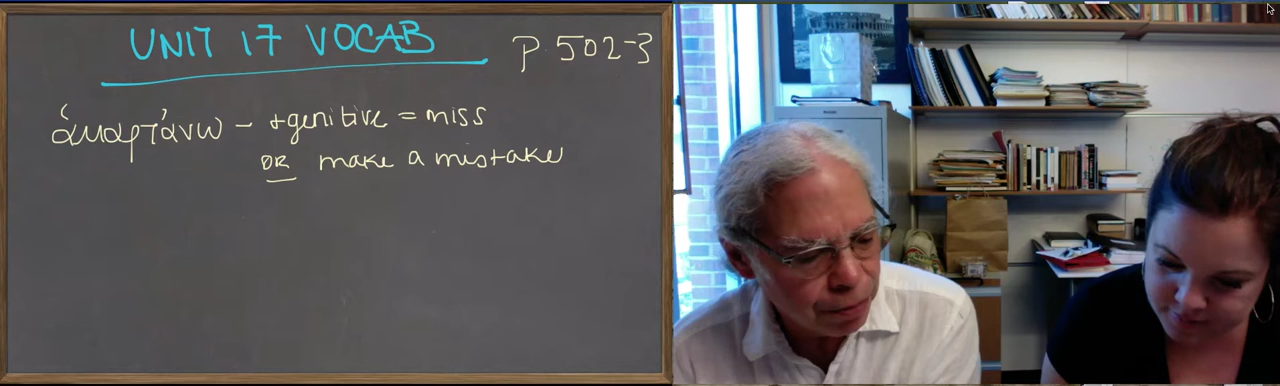 UNIT 17 VOCAB
P 502-3
ἁμαρτάνω – +genitive = miss
OR make a mistake